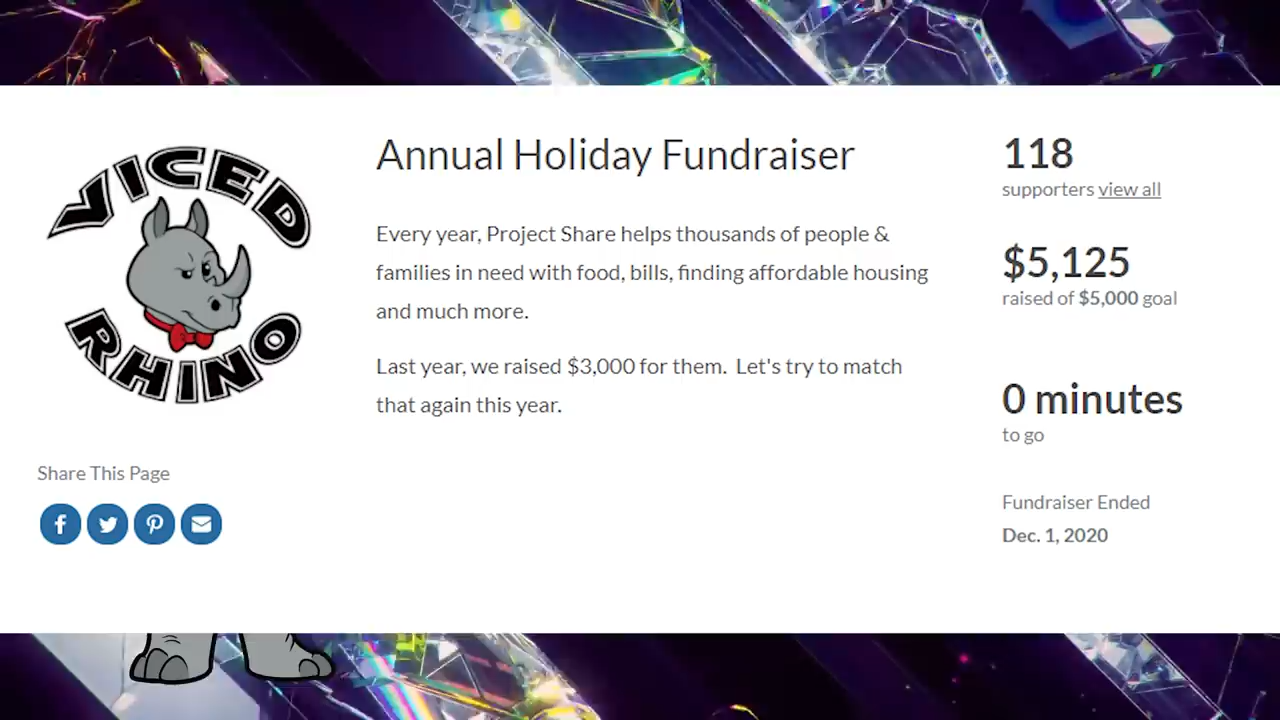 VICED
RHINO
Share This Page
Annual Holiday Fundraiser
Every year, Project Share helps thousands of people &
families in need with food, bills, finding affordable housing
and much more.
Last year, we raised $3,000 for them.  Let's try to match
that again this year.
118
supporters view all
$5,125
raised of $5,000 goal
0 minutes
to go
Fundraiser Ended
Dec. 1, 2020